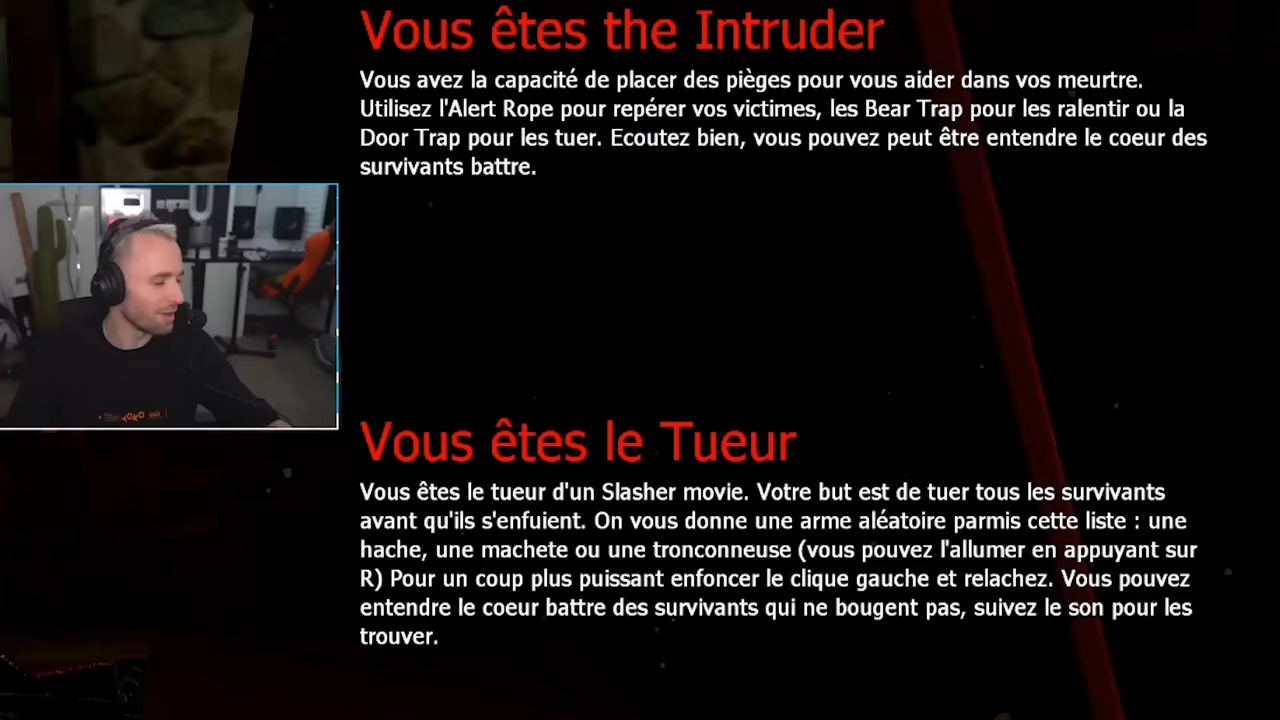 Vous êtes the Intruder
Vous avez la capacité de placer des pièges pour vous aider dans vos meurtre.
Utilisez l'Alert Rope pour repérer vos victimes, les Bear Trap pour les ralentir ou la
Door Trap pour les tuer. Ecoutez bien, vous pouvez peut être entendre le coeur des
survivants battre.
YOKO
Vous êtes le Tueur
Vous êtes le tueur d'un Slasher movie. Votre but est de tuer tous les survivants
avant qu'ils s'enfuient. On vous donne une arme aléatoire parmis cette liste : une
hache, une machete ou une tronconneuse (vous pouvez l'allumer en appuyant sur
R) Pour un coup plus puissant enfoncer le clique gauche et relachez. Vous pouvez
entendre le coeur battre des survivants qui ne bougent pas, suivez le son pour les
trouver.